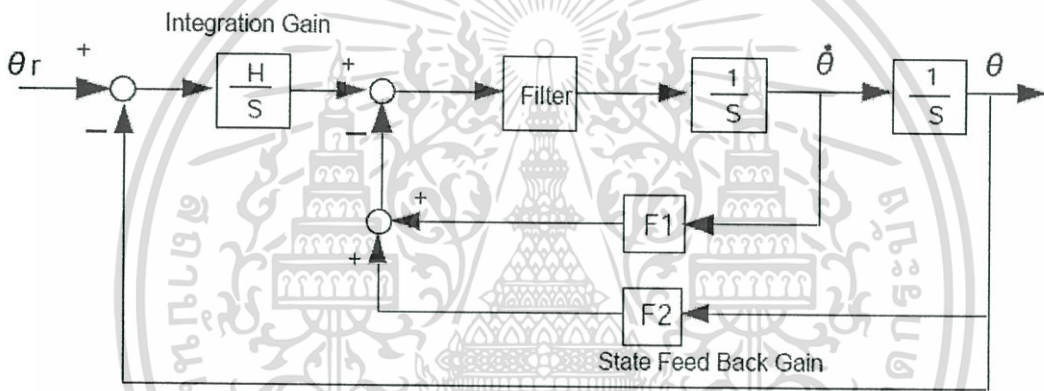 Integration Gain
θr
+
−
H
S
+
−
Filter
1
S
θ̇
1
S
θ
+
F1
+
F2
State Feed Back Gain